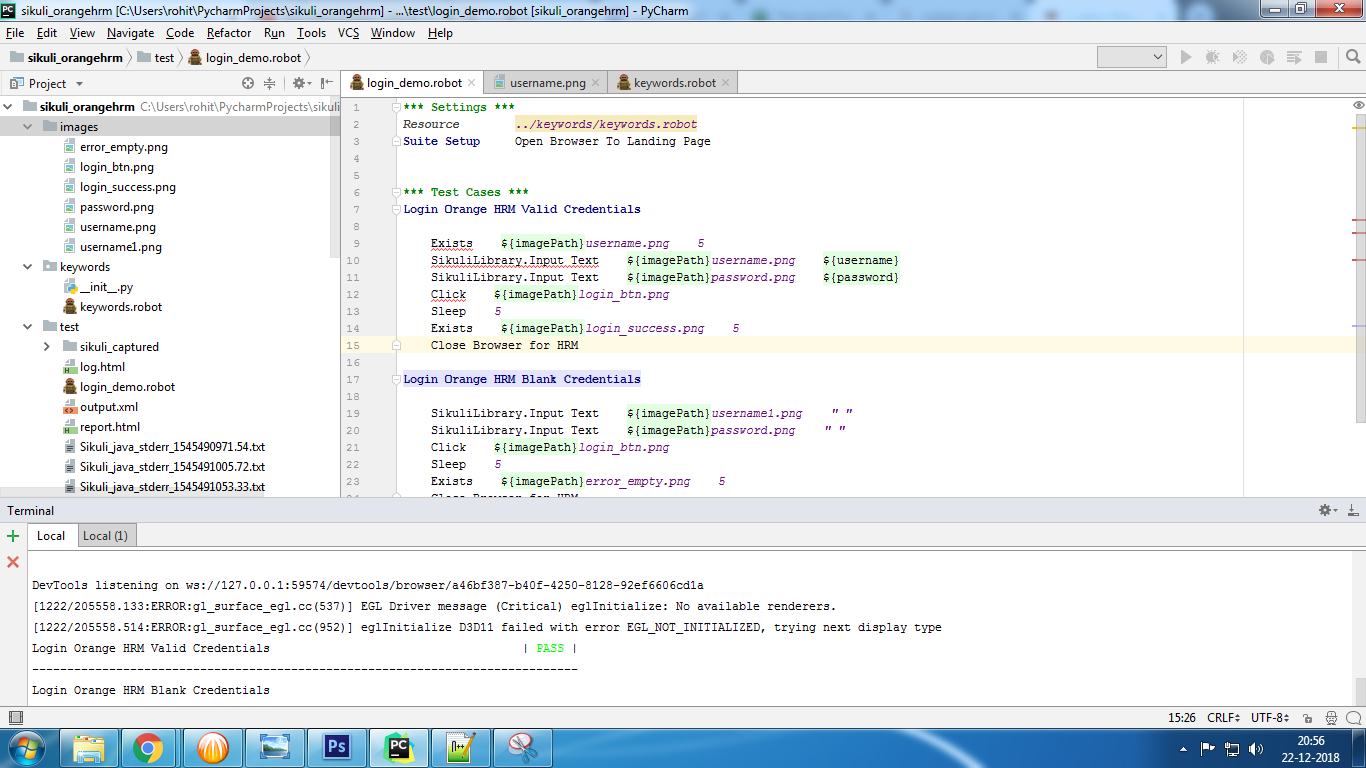 sikuli_orangehrm [C:\Users\rohit\PycharmProjects\sikuli_orangehrm] - ...\test\login_demo.robot [sikuli_orangehrm] - PyCharm
File Edit View Navigate Code Refactor Run Tools VCS Window Help
sikuli_orangehrm test login_demo.robot
Project
login_demo.robot username.png keywords.robot
sikuli_orangehrm C:\Users\rohit\PycharmProjects\sikuli
images
error_empty.png
login_btn.png
login_success.png
password.png
username.png
username1.png
keywords
__init__.py
keywords.robot
test
sikuli_captured
log.html
login_demo.robot
output.xml
report.html
Sikuli_java_stderr_1545490971.54.txt
Sikuli_java_stderr_1545491005.72.txt
Sikuli_java_stderr_1545491053.33.txt
1 *** Settings ***
2 Resource ../keywords/keywords.robot
3 Suite Setup Open Browser To Landing Page
4
5
6 *** Test Cases ***
7 Login Orange HRM Valid Credentials
8
9 Exists ${imagePath}username.png 5
10 SikuliLibrary.Input Text ${imagePath}username.png ${username}
11 SikuliLibrary.Input Text ${imagePath}password.png ${password}
12 Click ${imagePath}login_btn.png
13 Sleep 5
14 Exists ${imagePath}login_success.png 5
15 Close Browser for HRM
16
17 Login Orange HRM Blank Credentials
18
19 SikuliLibrary.Input Text ${imagePath}username1.png " "
20 SikuliLibrary.Input Text ${imagePath}password.png " "
21 Click ${imagePath}login_btn.png
22 Sleep 5
23 Exists ${imagePath}error_empty.png 5
24 Close Browser for HRM
Terminal
Local Local (1)
DevTools listening on ws://127.0.0.1:59574/devtools/browser/a46bf387-b40f-4250-8128-92ef6606cd1a
[1222/205558.133:ERROR:gl_surface_egl.cc(537)] EGL Driver message (Critical) eglInitialize: No available renderers.
[1222/205558.514:ERROR:gl_surface_egl.cc(952)] eglInitialize D3D11 failed with error EGL_NOT_INITIALIZED, trying next display type
Login Orange HRM Valid Credentials | PASS |
------------------------------------------------------------------------------
Login Orange HRM Blank Credentials
15:26 CRLF UTF-8
Ps PC
20:56
22-12-2018